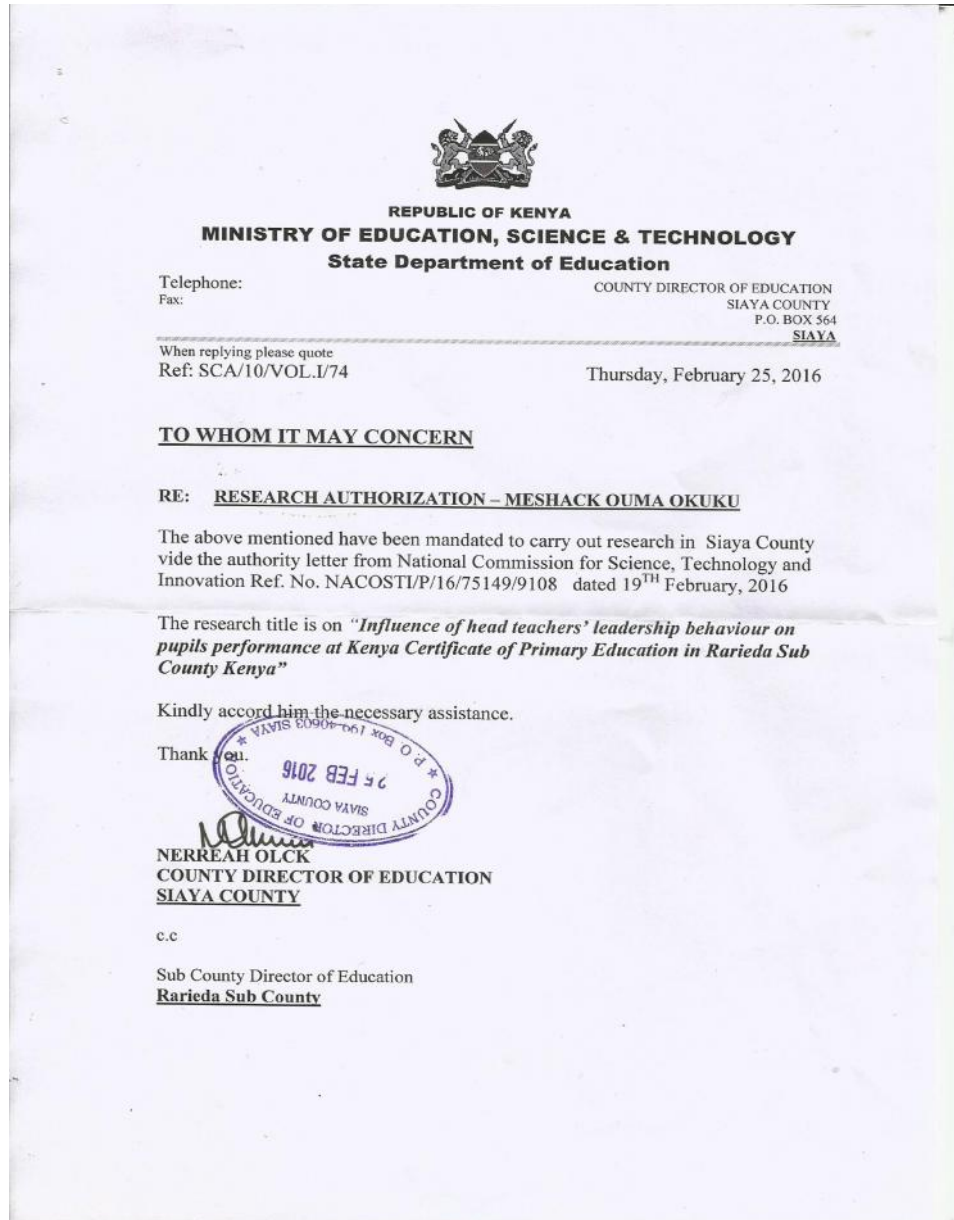 REPUBLIC OF KENYA
MINISTRY OF EDUCATION, SCIENCE & TECHNOLOGY
State Department of Education
Telephone:
Fax:
COUNTY DIRECTOR OF EDUCATION
SIAYA COUNTY
P.O. BOX 564
SIAYA
When replying please quote
Ref: SCA/10/VOL.I/74
Thursday, February 25, 2016
TO WHOM IT MAY CONCERN
RE: RESEARCH AUTHORIZATION – MESHACK OUMA OKUKU
The above mentioned have been mandated to carry out research in Siaya County
vide the authority letter from National Commission for Science, Technology and
Innovation Ref. No. NACOSTI/P/16/75149/9108 dated 19TH February, 2016
The research title is on "Influence of head teachers' leadership behaviour on
pupils performance at Kenya Certificate of Primary Education in Rarieda Sub
County Kenya"
Kindly accord him the necessary assistance.
Thank you.
COUNTY DIRECTOR OF EDUCATION
SIAYA COUNTY
25 FEB 2016
P. O. Box 199-40603 SIAYA
NERREAH OLCK
COUNTY DIRECTOR OF EDUCATION
SIAYA COUNTY
c.c
Sub County Director of Education
Rarieda Sub County